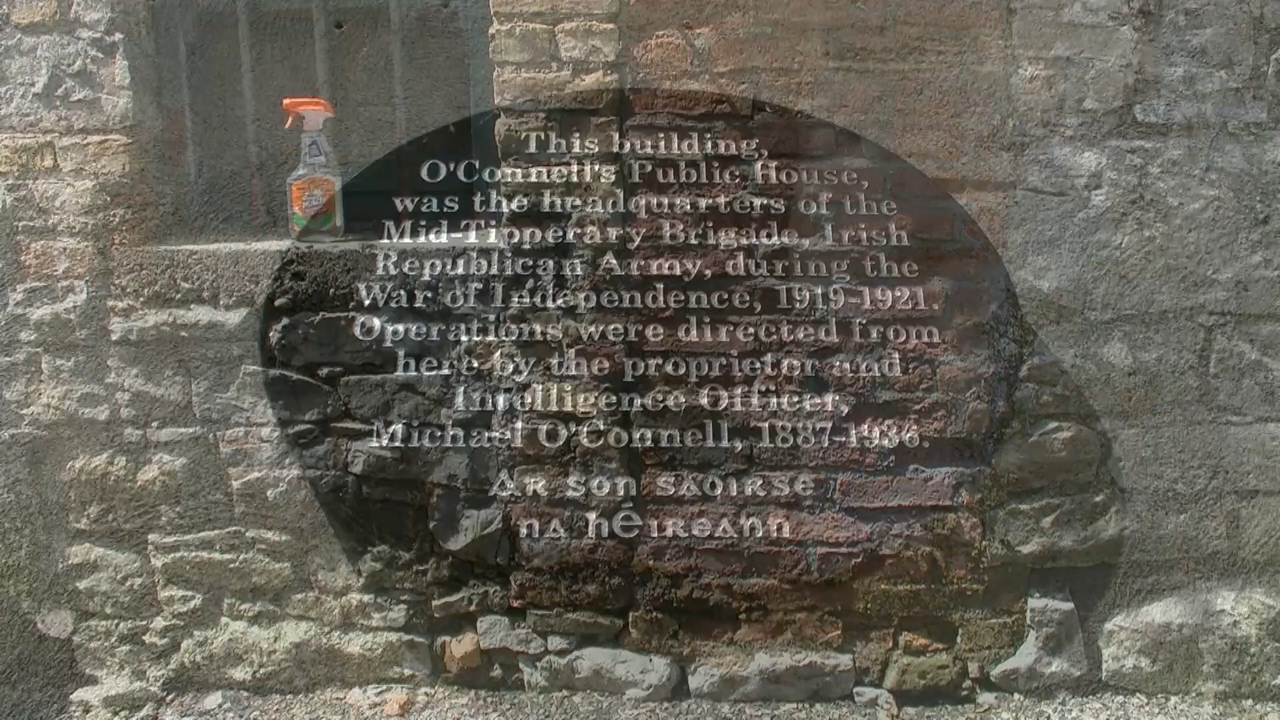 This building,
O'Connell's Public House,
was the headquarters of the
Mid-Tipperary Brigade, Irish
Republican Army, during the
War of Independence, 1919-1921.
Operations were directed from
here by the proprietor and
Intelligence Officer,
Michael O'Connell, 1887-1936.
Ar son saoirse
na hÉireann